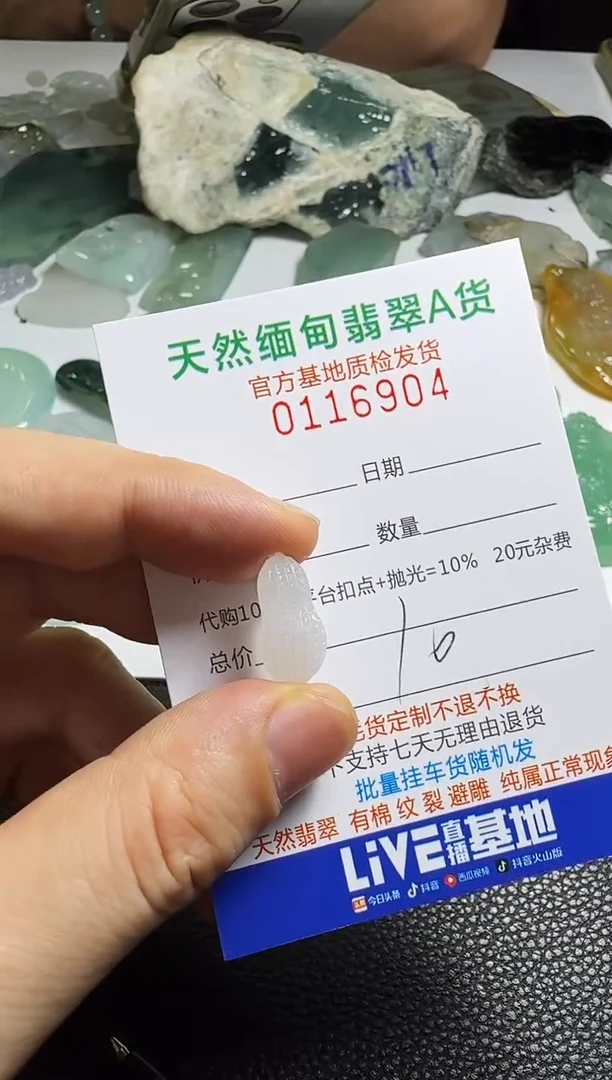 天然缅甸翡翠A货
官方基地质检发货
0116904
日期
数量
代购10 台扣点+抛光=10% 20元杂费
总价 16
货定制不退不换
支持七天无理由退货
批量挂车货随机发
天然翡翠 有棉 纹 裂 避雕 纯属正常现象
LIVE直播基地
头条 今日头条 抖音 西瓜视频 抖音火山版